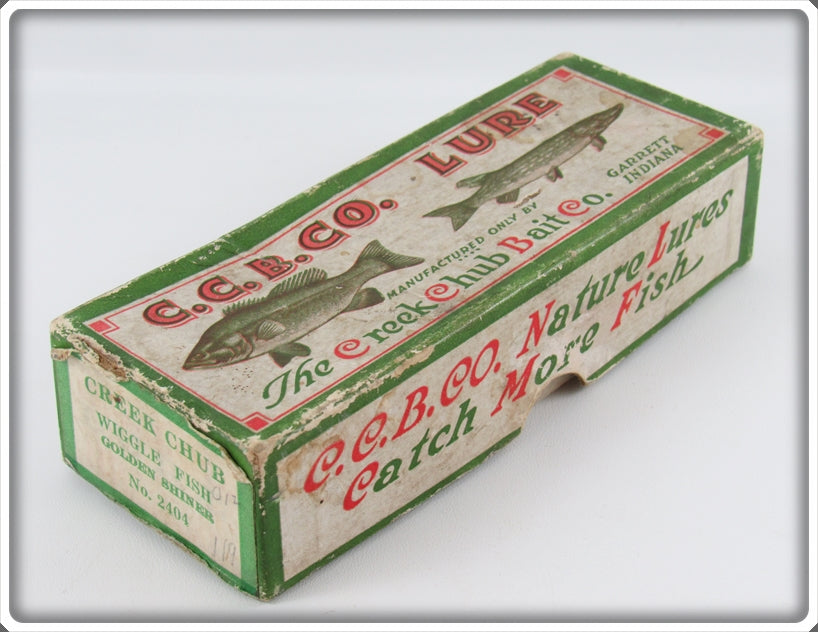 C.C.B.CO. LURE
MANUFACTURED ONLY BY
The Creek Chub Bait Co.
GARRETT
INDIANA
C.C.B.CO. Nature Lures
Catch More Fish
CREEK CHUB
WIGGLE FISH
GOLDEN SHINER
No. 2404